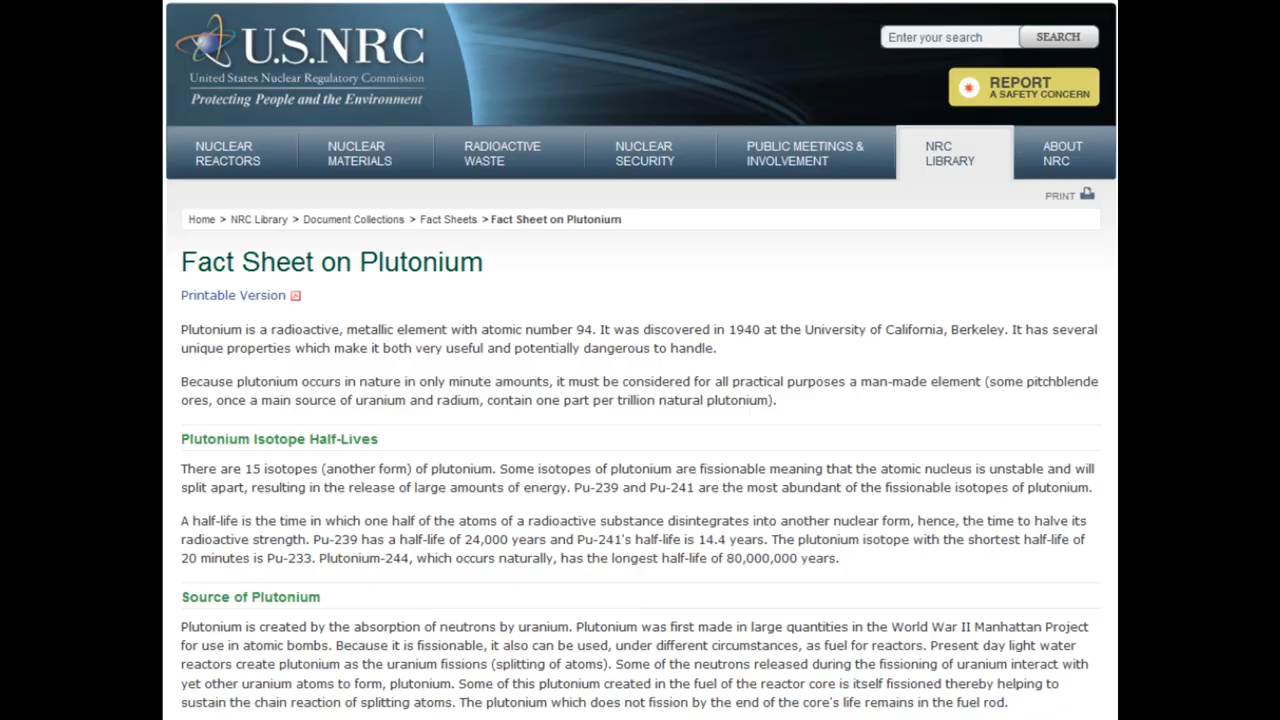 U.S.NRC
United States Nuclear Regulatory Commission
Protecting People and the Environment
Enter your search
SEARCH
REPORT
A SAFETY CONCERN
NUCLEAR
REACTORS
NUCLEAR
MATERIALS
RADIOACTIVE
WASTE
NUCLEAR
SECURITY
PUBLIC MEETINGS &
INVOLVEMENT
NRC
LIBRARY
ABOUT
NRC
PRINT
Home > NRC Library > Document Collections > Fact Sheets > Fact Sheet on Plutonium
Fact Sheet on Plutonium
Printable Version
Plutonium is a radioactive, metallic element with atomic number 94. It was discovered in 1940 at the University of California, Berkeley. It has several
unique properties which make it both very useful and potentially dangerous to handle.
Because plutonium occurs in nature in only minute amounts, it must be considered for all practical purposes a man-made element (some pitchblende
ores, once a main source of uranium and radium, contain one part per trillion natural plutonium).
Plutonium Isotope Half-Lives
There are 15 isotopes (another form) of plutonium. Some isotopes of plutonium are fissionable meaning that the atomic nucleus is unstable and will
split apart, resulting in the release of large amounts of energy. Pu-239 and Pu-241 are the most abundant of the fissionable isotopes of plutonium.
A half-life is the time in which one half of the atoms of a radioactive substance disintegrates into another nuclear form, hence, the time to halve its
radioactive strength. Pu-239 has a half-life of 24,000 years and Pu-241's half-life is 14.4 years. The plutonium isotope with the shortest half-life of
20 minutes is Pu-233. Plutonium-244, which occurs naturally, has the longest half-life of 80,000,000 years.
Source of Plutonium
Plutonium is created by the absorption of neutrons by uranium. Plutonium was first made in large quantities in the World War II Manhattan Project
for use in atomic bombs. Because it is fissionable, it also can be used, under different circumstances, as fuel for reactors. Present day light water
reactors create plutonium as the uranium fissions (splitting of atoms). Some of the neutrons released during the fissioning of uranium interact with
yet other uranium atoms to form, plutonium. Some of this plutonium created in the fuel of the reactor core is itself fissioned thereby helping to
sustain the chain reaction of splitting atoms. The plutonium which does not fission by the end of the core's life remains in the fuel rod.